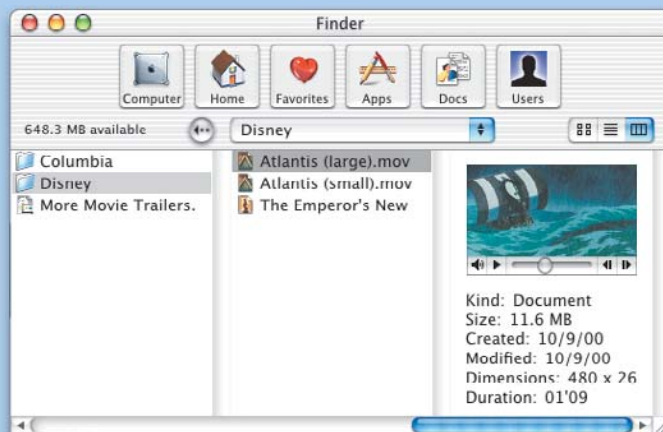 Finder
Computer Home Favorites Apps Docs Users
648.3 MB available Disney
Columbia
Disney
More Movie Trailers.
Atlantis (large).mov
Atlantis (small).mov
The Emperor's New
Kind: Document
Size: 11.6 MB
Created: 10/9/00
Modified: 10/9/00
Dimensions: 480 x 26
Duration: 01'09